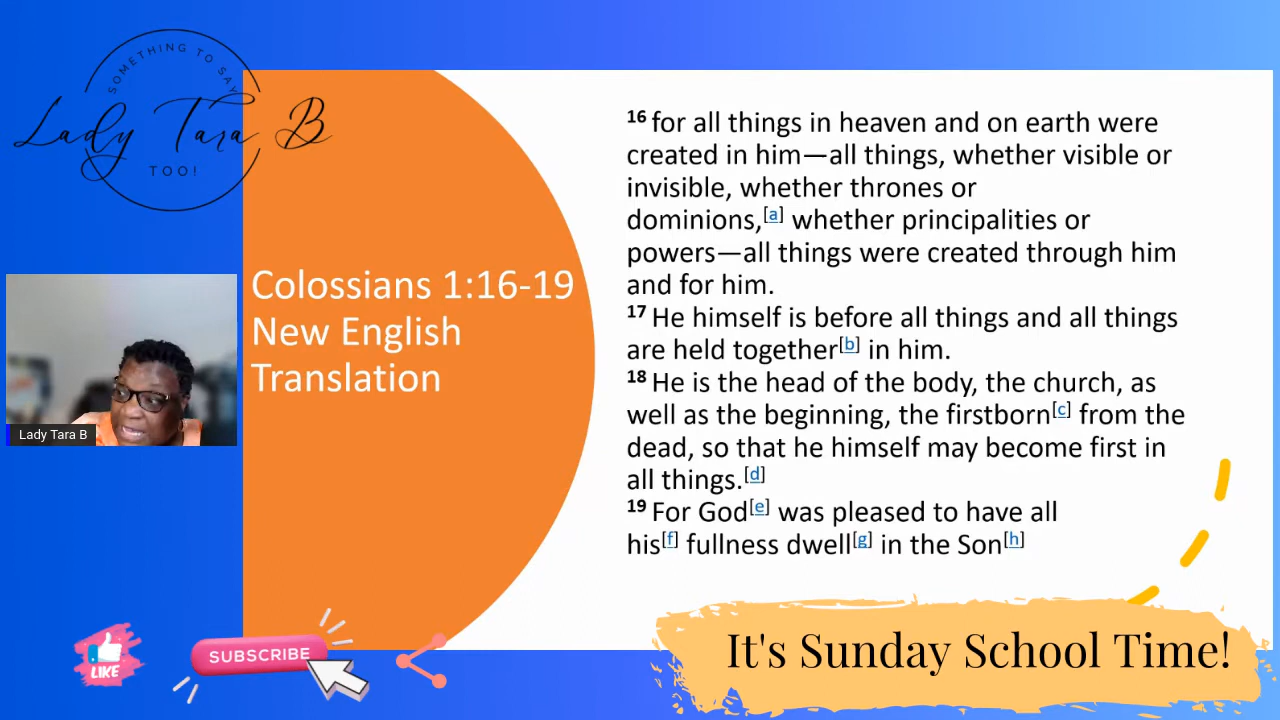 SOMETHING TO SAY
Lady Tara B
TOO!
Colossians 1:16-19
New English
Translation
16 for all things in heaven and on earth were
created in him—all things, whether visible or
invisible, whether thrones or
dominions,[a] whether principalities or
powers—all things were created through him
and for him.
17 He himself is before all things and all things
are held together[b] in him.
18 He is the head of the body, the church, as
well as the beginning, the firstborn[c] from the
dead, so that he himself may become first in
all things.[d]
19 For God[e] was pleased to have all
his[f] fullness dwell[g] in the Son[h]
Lady Tara B
LIKE
SUBSCRIBE
It's Sunday School Time!